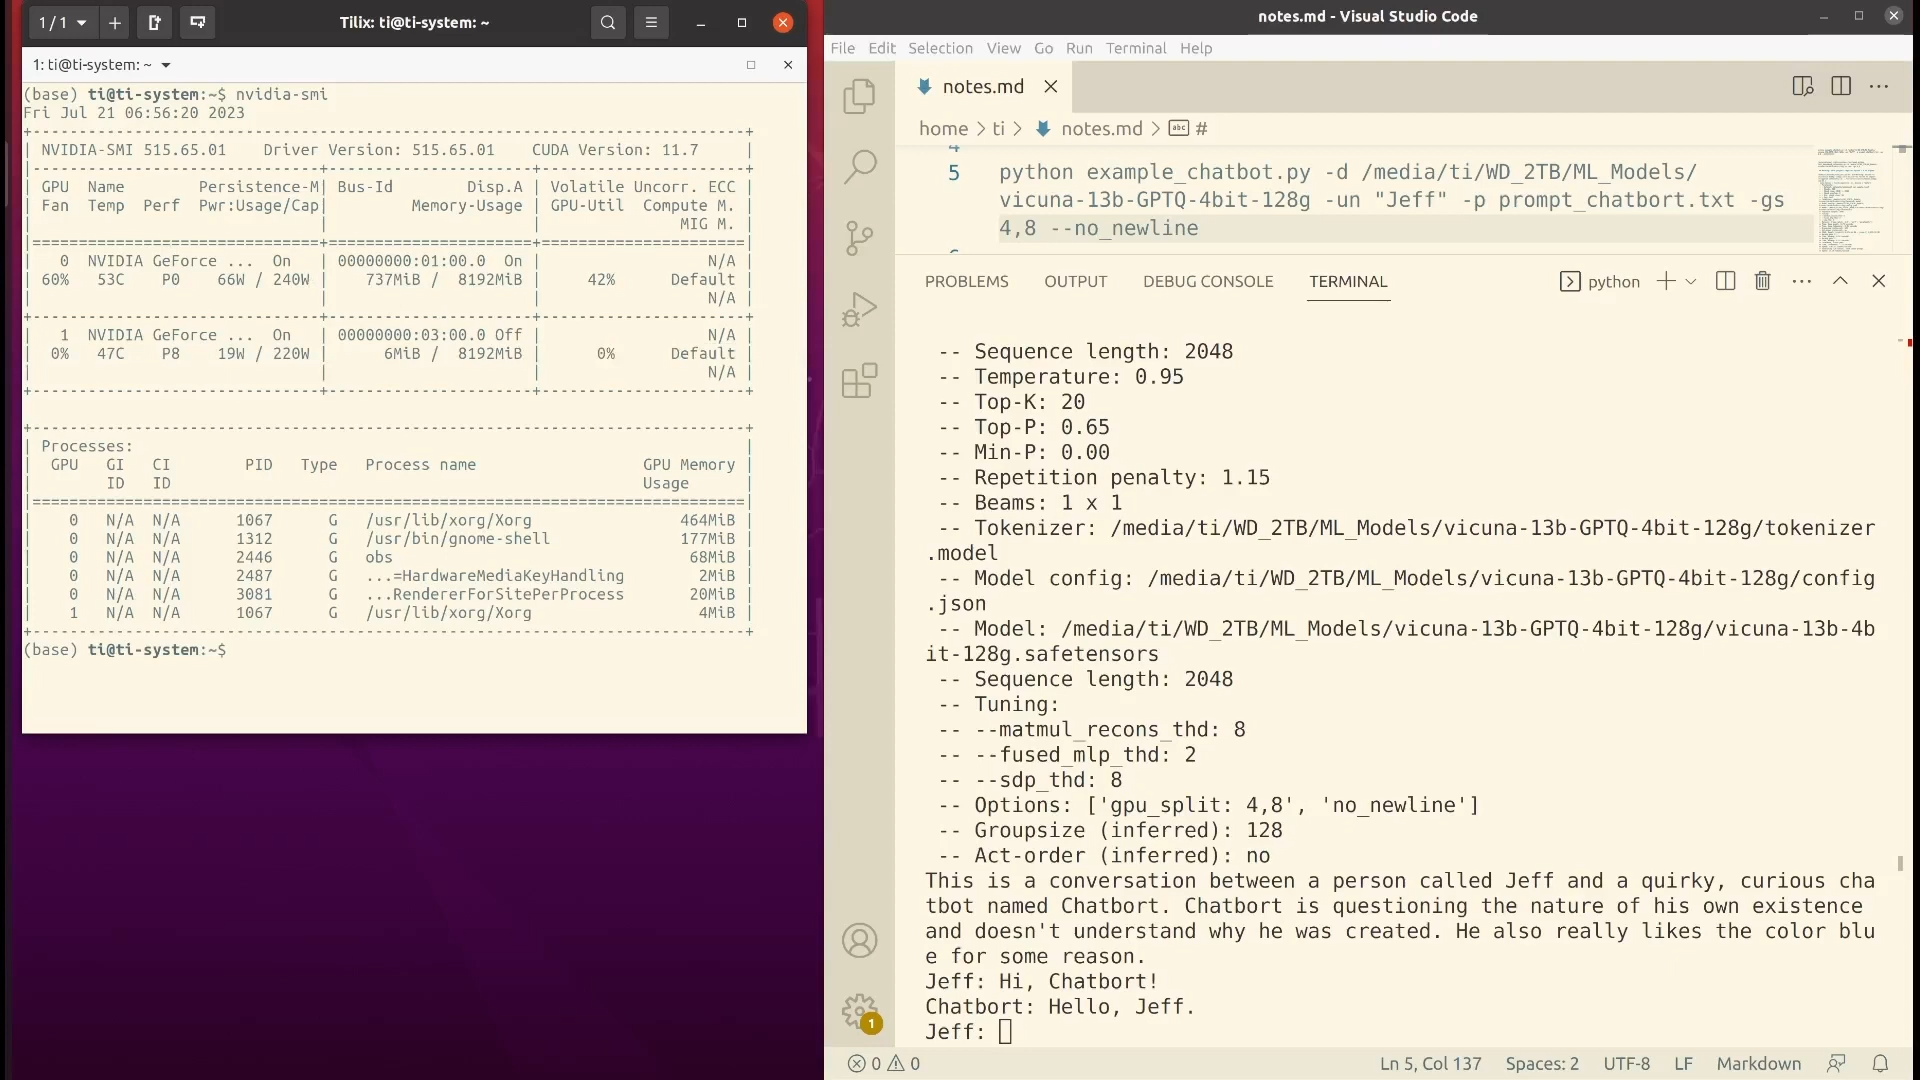 1 / 1
Tilix: ti@ti-system: ~
1: ti@ti-system: ~
(base) ti@ti-system:~$ nvidia-smi
Fri Jul 21 06:56:20 2023
NVIDIA-SMI 515.65.01    Driver Version: 515.65.01    CUDA Version: 11.7
GPU  Name        Persistence-M| Bus-Id        Disp.A | Volatile Uncorr. ECC
Fan  Temp  Perf  Pwr:Usage/Cap|         Memory-Usage | GPU-Util  Compute M.
MIG M.
0  NVIDIA GeForce ...  On   | 00000000:01:00.0  On |                  N/A
60%   53C    P0    66W / 240W |    737MiB /  8192MiB |     42%      Default
N/A
1  NVIDIA GeForce ...  On   | 00000000:03:00.0 Off |                  N/A
0%   47C    P8    19W / 220W |      6MiB /  8192MiB |      0%      Default
N/A
Processes:
GPU   GI   CI        PID   Type   Process name                  GPU Memory
ID   ID                                                   Usage
0   N/A  N/A      1067      G   /usr/lib/xorg/Xorg                464MiB
0   N/A  N/A      1312      G   /usr/bin/gnome-shell              177MiB
0   N/A  N/A      2446      G   obs                                68MiB
0   N/A  N/A      2487      G   ...=HardwareMediaKeyHandling        2MiB
0   N/A  N/A      3081      G   ...RendererForSitePerProcess       20MiB
1   N/A  N/A      1067      G   /usr/lib/xorg/Xorg                  4MiB
(base) ti@ti-system:~$
notes.md - Visual Studio Code
File Edit Selection View Go Run Terminal Help
notes.md
home > ti > notes.md > abc #
5 python example_chatbot.py -d /media/ti/WD_2TB/ML_Models/
vicuna-13b-GPTQ-4bit-128g -un "Jeff" -p prompt_chatbort.txt -gs
4,8 --no_newline
PROBLEMS OUTPUT DEBUG CONSOLE TERMINAL python
-- Sequence length: 2048
-- Temperature: 0.95
-- Top-K: 20
-- Top-P: 0.65
-- Min-P: 0.00
-- Repetition penalty: 1.15
-- Beams: 1 x 1
-- Tokenizer: /media/ti/WD_2TB/ML_Models/vicuna-13b-GPTQ-4bit-128g/tokenizer
.model
-- Model config: /media/ti/WD_2TB/ML_Models/vicuna-13b-GPTQ-4bit-128g/config
.json
-- Model: /media/ti/WD_2TB/ML_Models/vicuna-13b-GPTQ-4bit-128g/vicuna-13b-4b
it-128g.safetensors
-- Sequence length: 2048
-- Tuning:
-- --matmul_recons_thd: 8
-- --fused_mlp_thd: 2
-- --sdp_thd: 8
-- Options: ['gpu_split: 4,8', 'no_newline']
-- Groupsize (inferred): 128
-- Act-order (inferred): no
This is a conversation between a person called Jeff and a quirky, curious cha
tbot named Chatbort. Chatbort is questioning the nature of his own existence
and doesn't understand why he was created. He also really likes the color blu
e for some reason.
Jeff: Hi, Chatbort!
Chatbort: Hello, Jeff.
Jeff:
1
0 0 Ln 5, Col 137 Spaces: 2 UTF-8 LF Markdown